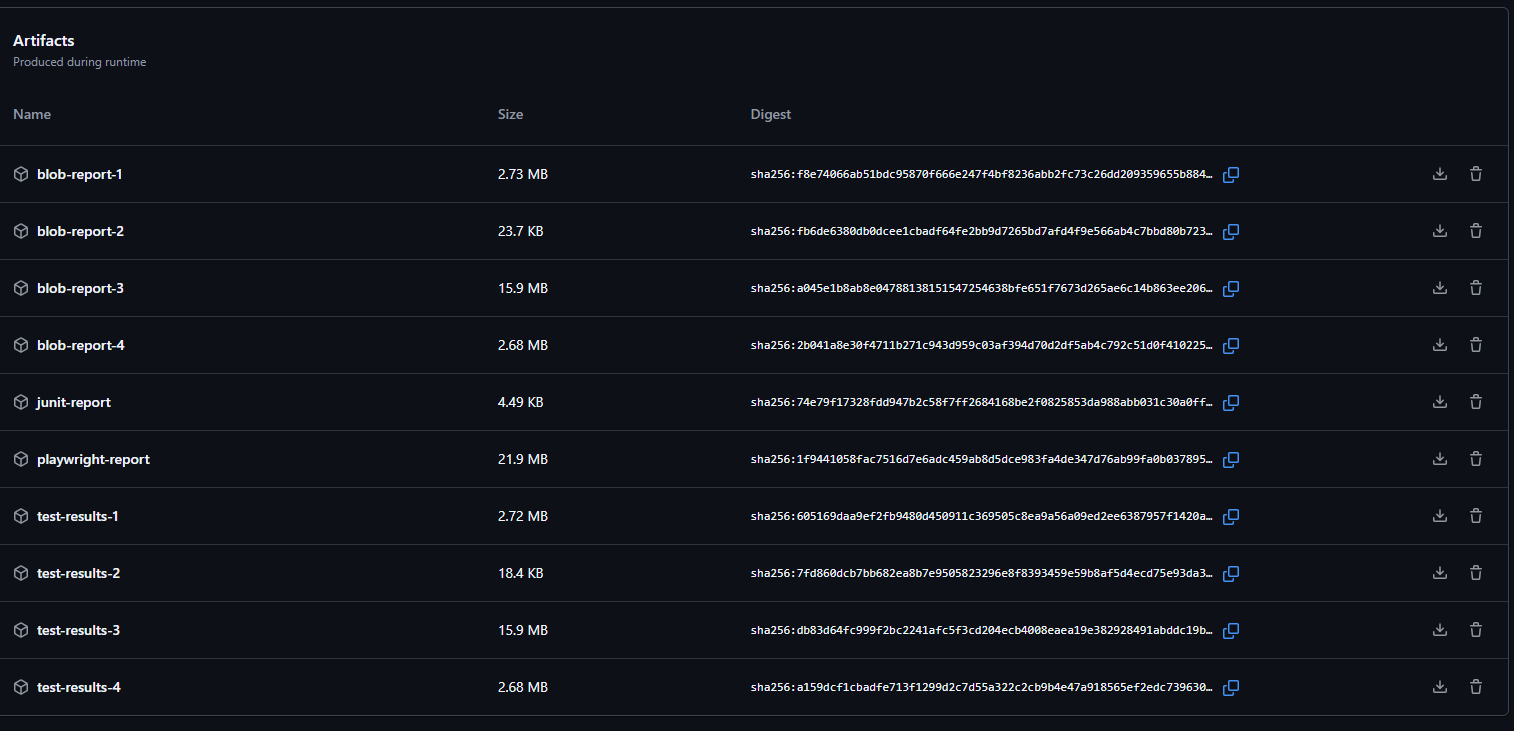 Artifacts
Produced during runtime
Name Size Digest
blob-report-1 2.73 MB sha256:f8e74066ab51bdc95870f666e247f4bf8236abb2fc73c26dd209359655b884…
blob-report-2 23.7 KB sha256:fb6de6380db0dcee1cbadf64fe2bb9d7265bd7afd4f9e566ab4c7bbd80b723…
blob-report-3 15.9 MB sha256:a045e1b8ab8e04788138151547254638bfe651f7673d265ae6c14b863ee206…
blob-report-4 2.68 MB sha256:2b041a8e30f4711b271c943d959c03af394d70d2df5ab4c792c51d0f410225…
junit-report 4.49 KB sha256:74e79f17328fdd947b2c58f7ff2684168be2f0825853da988abb031c30a0ff…
playwright-report 21.9 MB sha256:1f9441058fac7516d7e6adc459ab8d5dce983fa4de347d76ab99fa0b037895…
test-results-1 2.72 MB sha256:605169daa9ef2fb9480d450911c369505c8ea9a56a09ed2ee6387957f1420a…
test-results-2 18.4 KB sha256:7fd860dcb7bb682ea8b7e9505823296e8f8393459e59b8af5d4ecd75e93da3…
test-results-3 15.9 MB sha256:db83d64fc999f2bc2241afc5f3cd204ecb4008eaea19e382928491abddc19b…
test-results-4 2.68 MB sha256:a159dcf1cbadfe713f1299d2c7d55a322c2cb9b4e47a918565ef2edc739630…